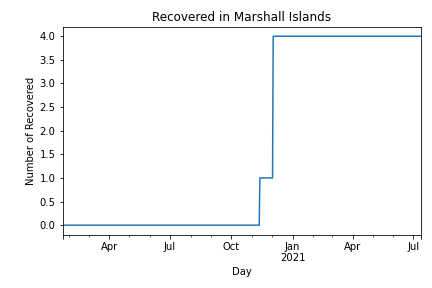 Recovered in Marshall Islands
Number of Recovered
4.0
3.5
3.0
2.5
2.0
1.5
1.0
0.5
0.0
Apr Jul Oct Jan Apr Jul
2021
Day